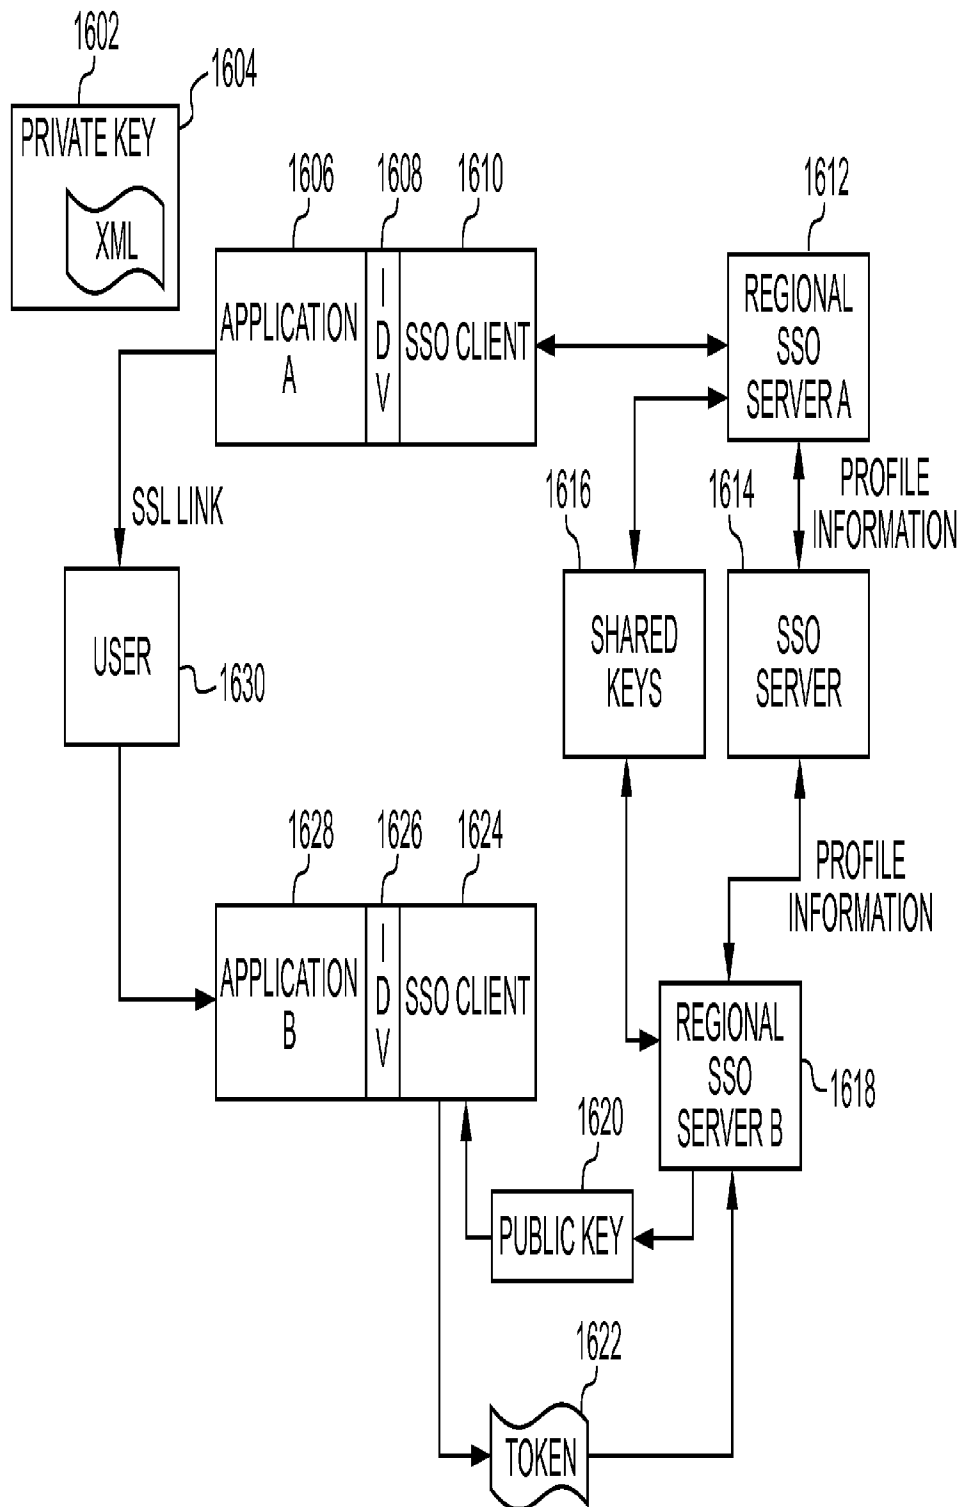 1602
1604
PRIVATE KEY
XML
1606
1608
1610
1612
APPLICATION
A
I
D
V
SSO CLIENT
REGIONAL
SSO
SERVER A
SSL LINK
1616
1614
PROFILE
INFORMATION
USER
1630
SHARED
KEYS
SSO
SERVER
1628
1626
1624
PROFILE
INFORMATION
APPLICATION
B
I
D
V
SSO CLIENT
REGIONAL
SSO
SERVER B
1618
1620
PUBLIC KEY
1622
TOKEN